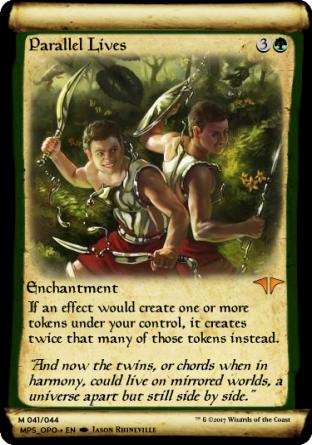 Parallel Lives 3
Enchantment
If an effect would create one or more
tokens under your control, it creates
twice that many of those tokens instead.
"And now the twins, or chords when in
harmony, could live on mirrored worlds, a
universe apart but still side by side."
M 041/044
MPS_OPO • EN Jason Rhineville
™ & ©2017 Wizards of the Coast